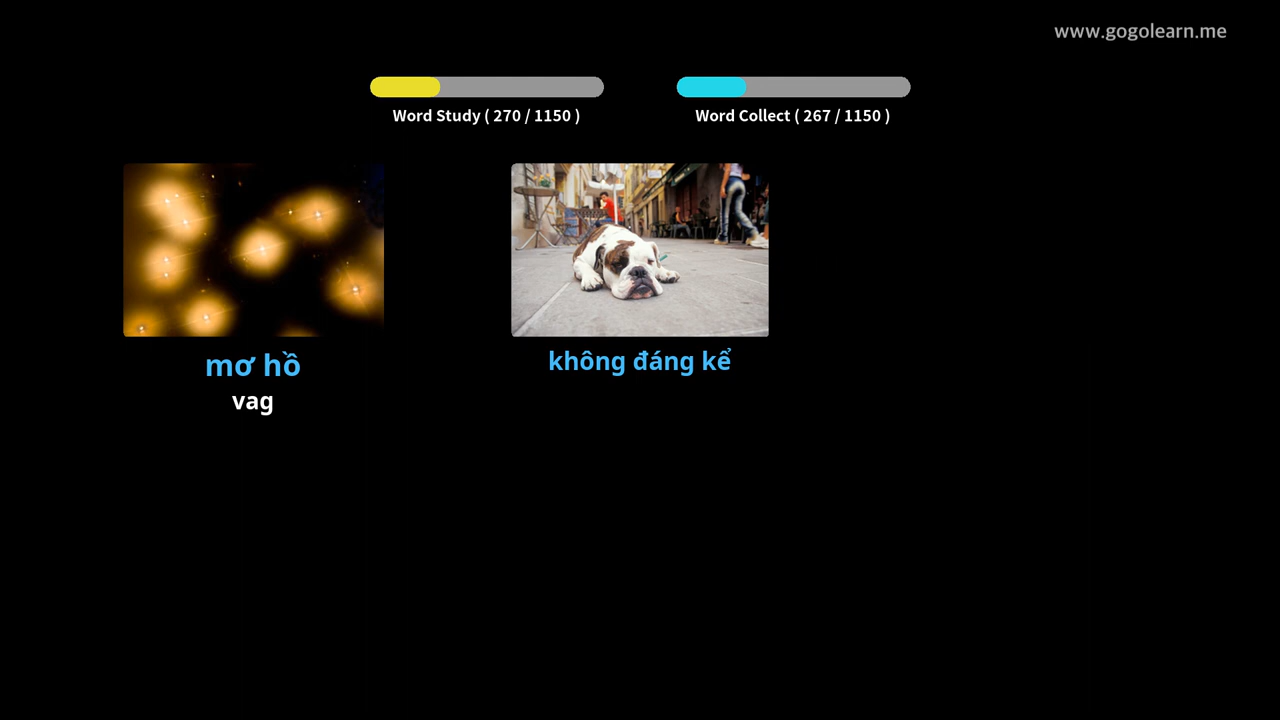 www.gogolearn.me
Word Study ( 270 / 1150 )
Word Collect ( 267 / 1150 )
mơ hồ
vag
không đáng kể